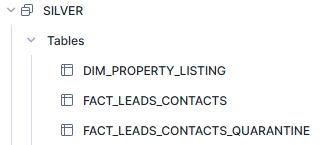 SILVER
Tables
DIM_PROPERTY_LISTING
FACT_LEADS_CONTACTS
FACT_LEADS_CONTACTS_QUARANTINE